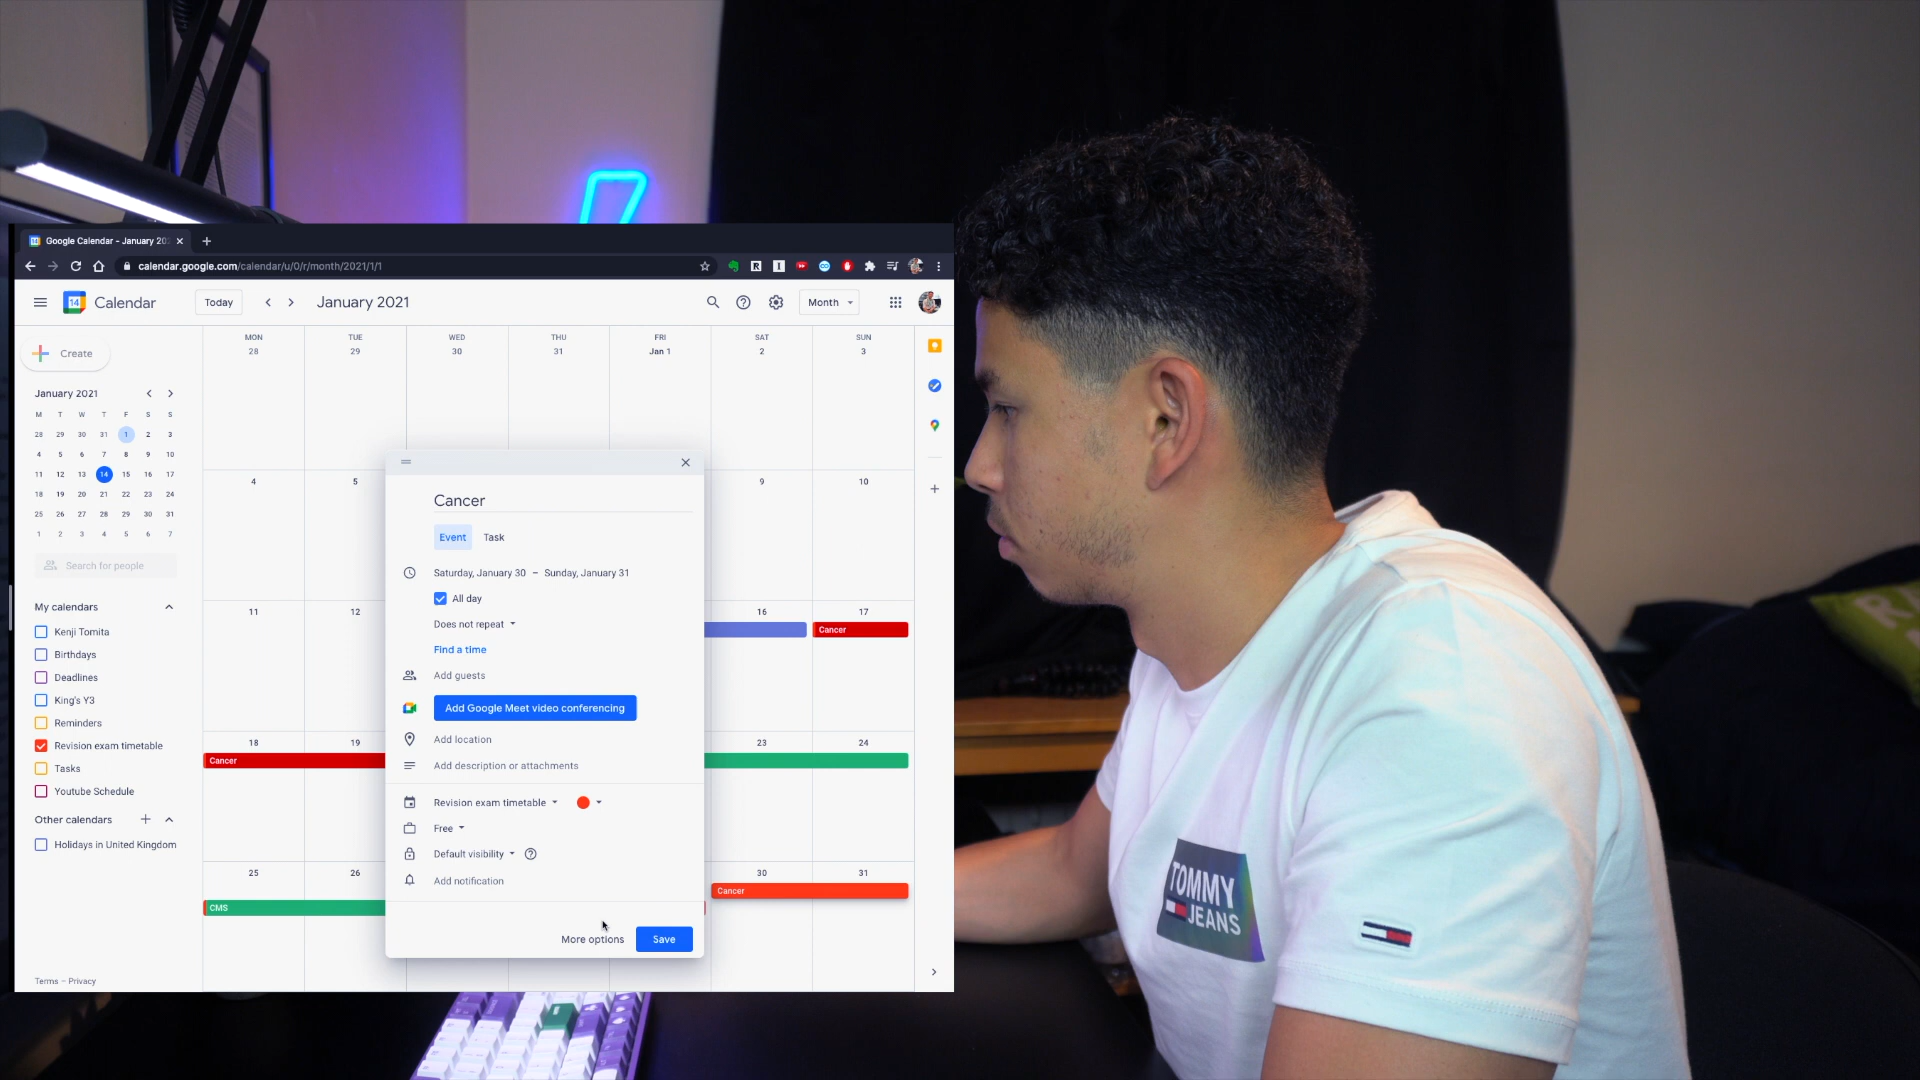 Google Calendar - January 20
calendar.google.com/calendar/u/0/r/month/2021/1/1
14 Calendar Today January 2021 Month
Create
January 2021
M T W T F S S
28 29 30 31 1 2 3
4 5 6 7 8 9 10
11 12 13 14 15 16 17
18 19 20 21 22 23 24
25 26 27 28 29 30 31
1 2 3 4 5 6 7
Search for people
My calendars
Kenji Tomita
Birthdays
Deadlines
King's Y3
Reminders
Revision exam timetable
Tasks
Youtube Schedule
Other calendars
Holidays in United Kingdom
Terms – Privacy
MON TUE WED THU FRI SAT SUN
28 29 30 31 Jan 1 2 3
4 5 9 10
11 12 16 17
Cancer
18 19 23 24
Cancer
25 26 30 31
Cancer
CMS
Cancer
Event Task
Saturday, January 30 – Sunday, January 31
All day
Does not repeat
Find a time
Add guests
Add Google Meet video conferencing
Add location
Add description or attachments
Revision exam timetable
Free
Default visibility
Add notification
More options Save
TOMMY
JEANS